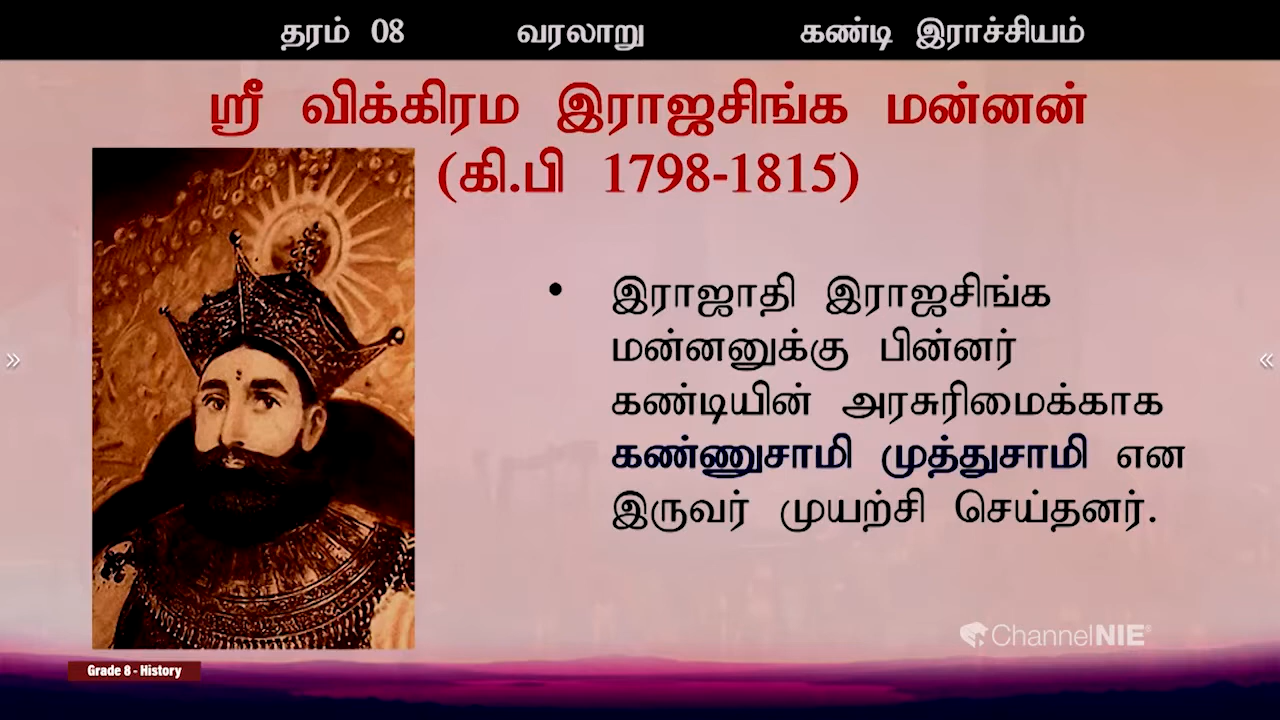 தரம் 08 வரலாறு கண்டி இராச்சியம்
ஸ்ரீ விக்கிரம இராஜசிங்க மன்னன்
(கி.பி 1798-1815)
• இராஜாதி இராஜசிங்க
மன்னனுக்கு பின்னர்
கண்டியின் அரசுரிமைக்காக
கண்ணுசாமி முத்துசாமி என
இருவர் முயற்சி செய்தனர்.
ChannelNIE
Grade 8 - History